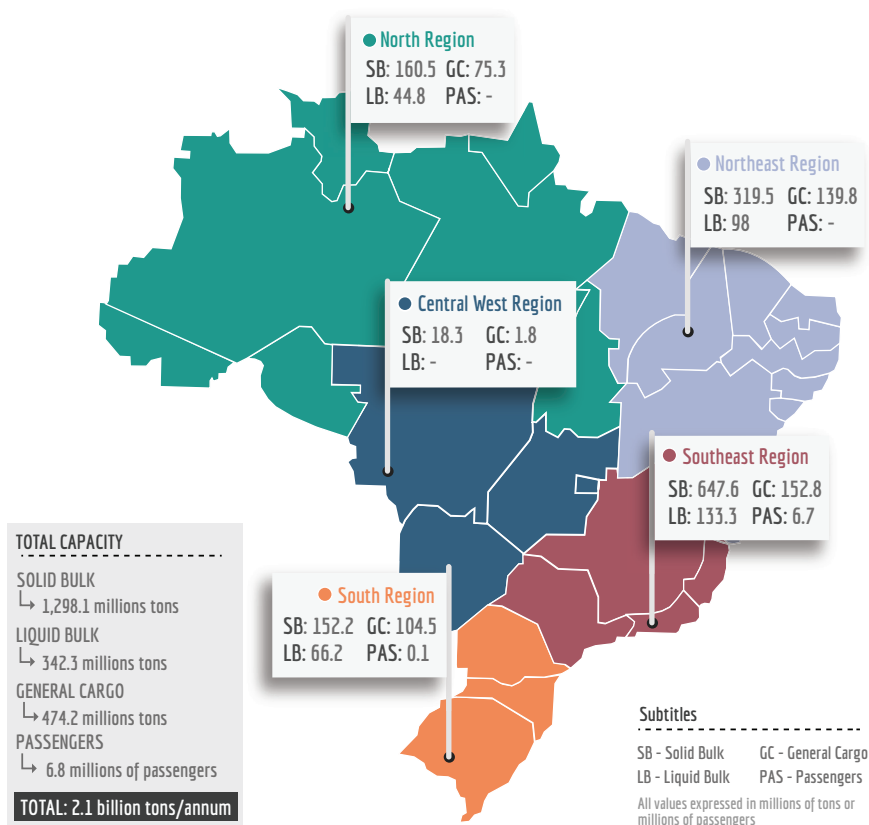 North Region
SB: 160.5 GC: 75.3
LB: 44.8 PAS: -
Northeast Region
SB: 319.5 GC: 139.8
LB: 98 PAS: -
Central West Region
SB: 18.3 GC: 1.8
LB: - PAS: -
Southeast Region
SB: 647.6 GC: 152.8
LB: 133.3 PAS: 6.7
South Region
SB: 152.2 GC: 104.5
LB: 66.2 PAS: 0.1
TOTAL CAPACITY
SOLID BULK
1,298.1 millions tons
LIQUID BULK
342.3 millions tons
GENERAL CARGO
474.2 millions tons
PASSENGERS
6.8 millions of passengers
TOTAL: 2.1 billion tons/annum
Subtitles
SB - Solid Bulk GC - General Cargo
LB - Liquid Bulk PAS - Passengers
All values expressed in millions of tons or
millions of passengers